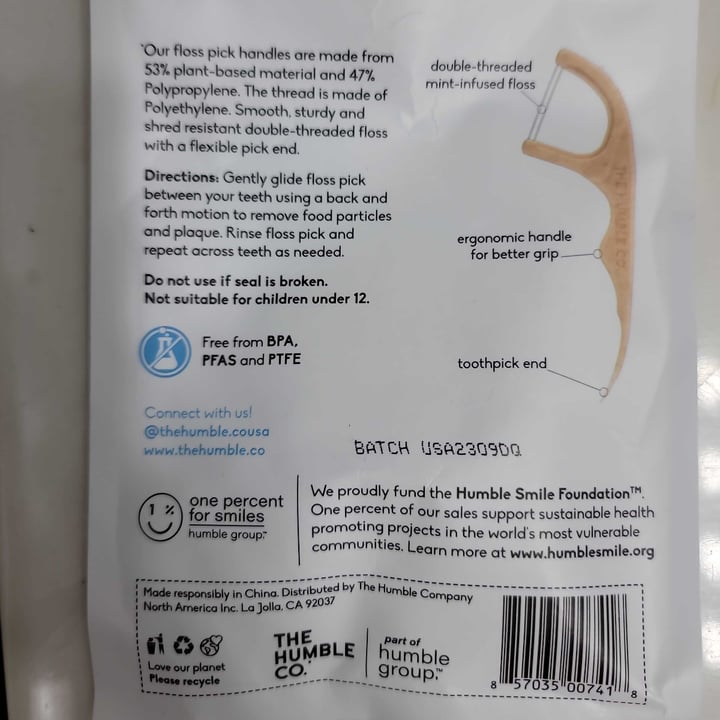 *Our floss pick handles are made from
53% plant-based material and 47%
Polypropylene. The thread is made of
Polyethylene. Smooth, sturdy and
shred resistant double-threaded floss
with a flexible pick end.
double-threaded
mint-infused floss
Directions: Gently glide floss pick
between your teeth using a back and
forth motion to remove food particles
and plaque. Rinse floss pick and
repeat across teeth as needed.
THE HUMBLE CO
ergonomic handle
for better grip
Do not use if seal is broken.
Not suitable for children under 12.
Free from BPA,
PFAS and PTFE
toothpick end
Connect with us!
@thehumble.cousa
www.thehumble.co
BATCH USA2309DQ
1 %
one percent
for smiles
humble group.™
We proudly fund the Humble Smile Foundation™.
One percent of our sales support sustainable health
promoting projects in the world's most vulnerable
communities. Learn more at www.humblesmile.org
Made responsibly in China. Distributed by The Humble Company
North America Inc. La Jolla, CA 92037
Love our planet
Please recycle
THE
HUMBLE
CO.
part of
humble
group.™
8 57035 00741 8